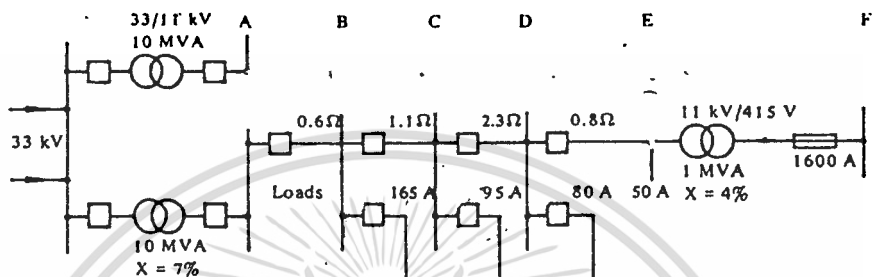 33/11 kV
10 MVA
A
B
C
D
E
F
33 kV
0.6Ω
1.1Ω
2.3Ω
0.8Ω
11 kV/415 V
Loads
165 A
95 A
80 A
50 A
1 MVA
X = 4%
1600 A
10 MVA
X = 7%